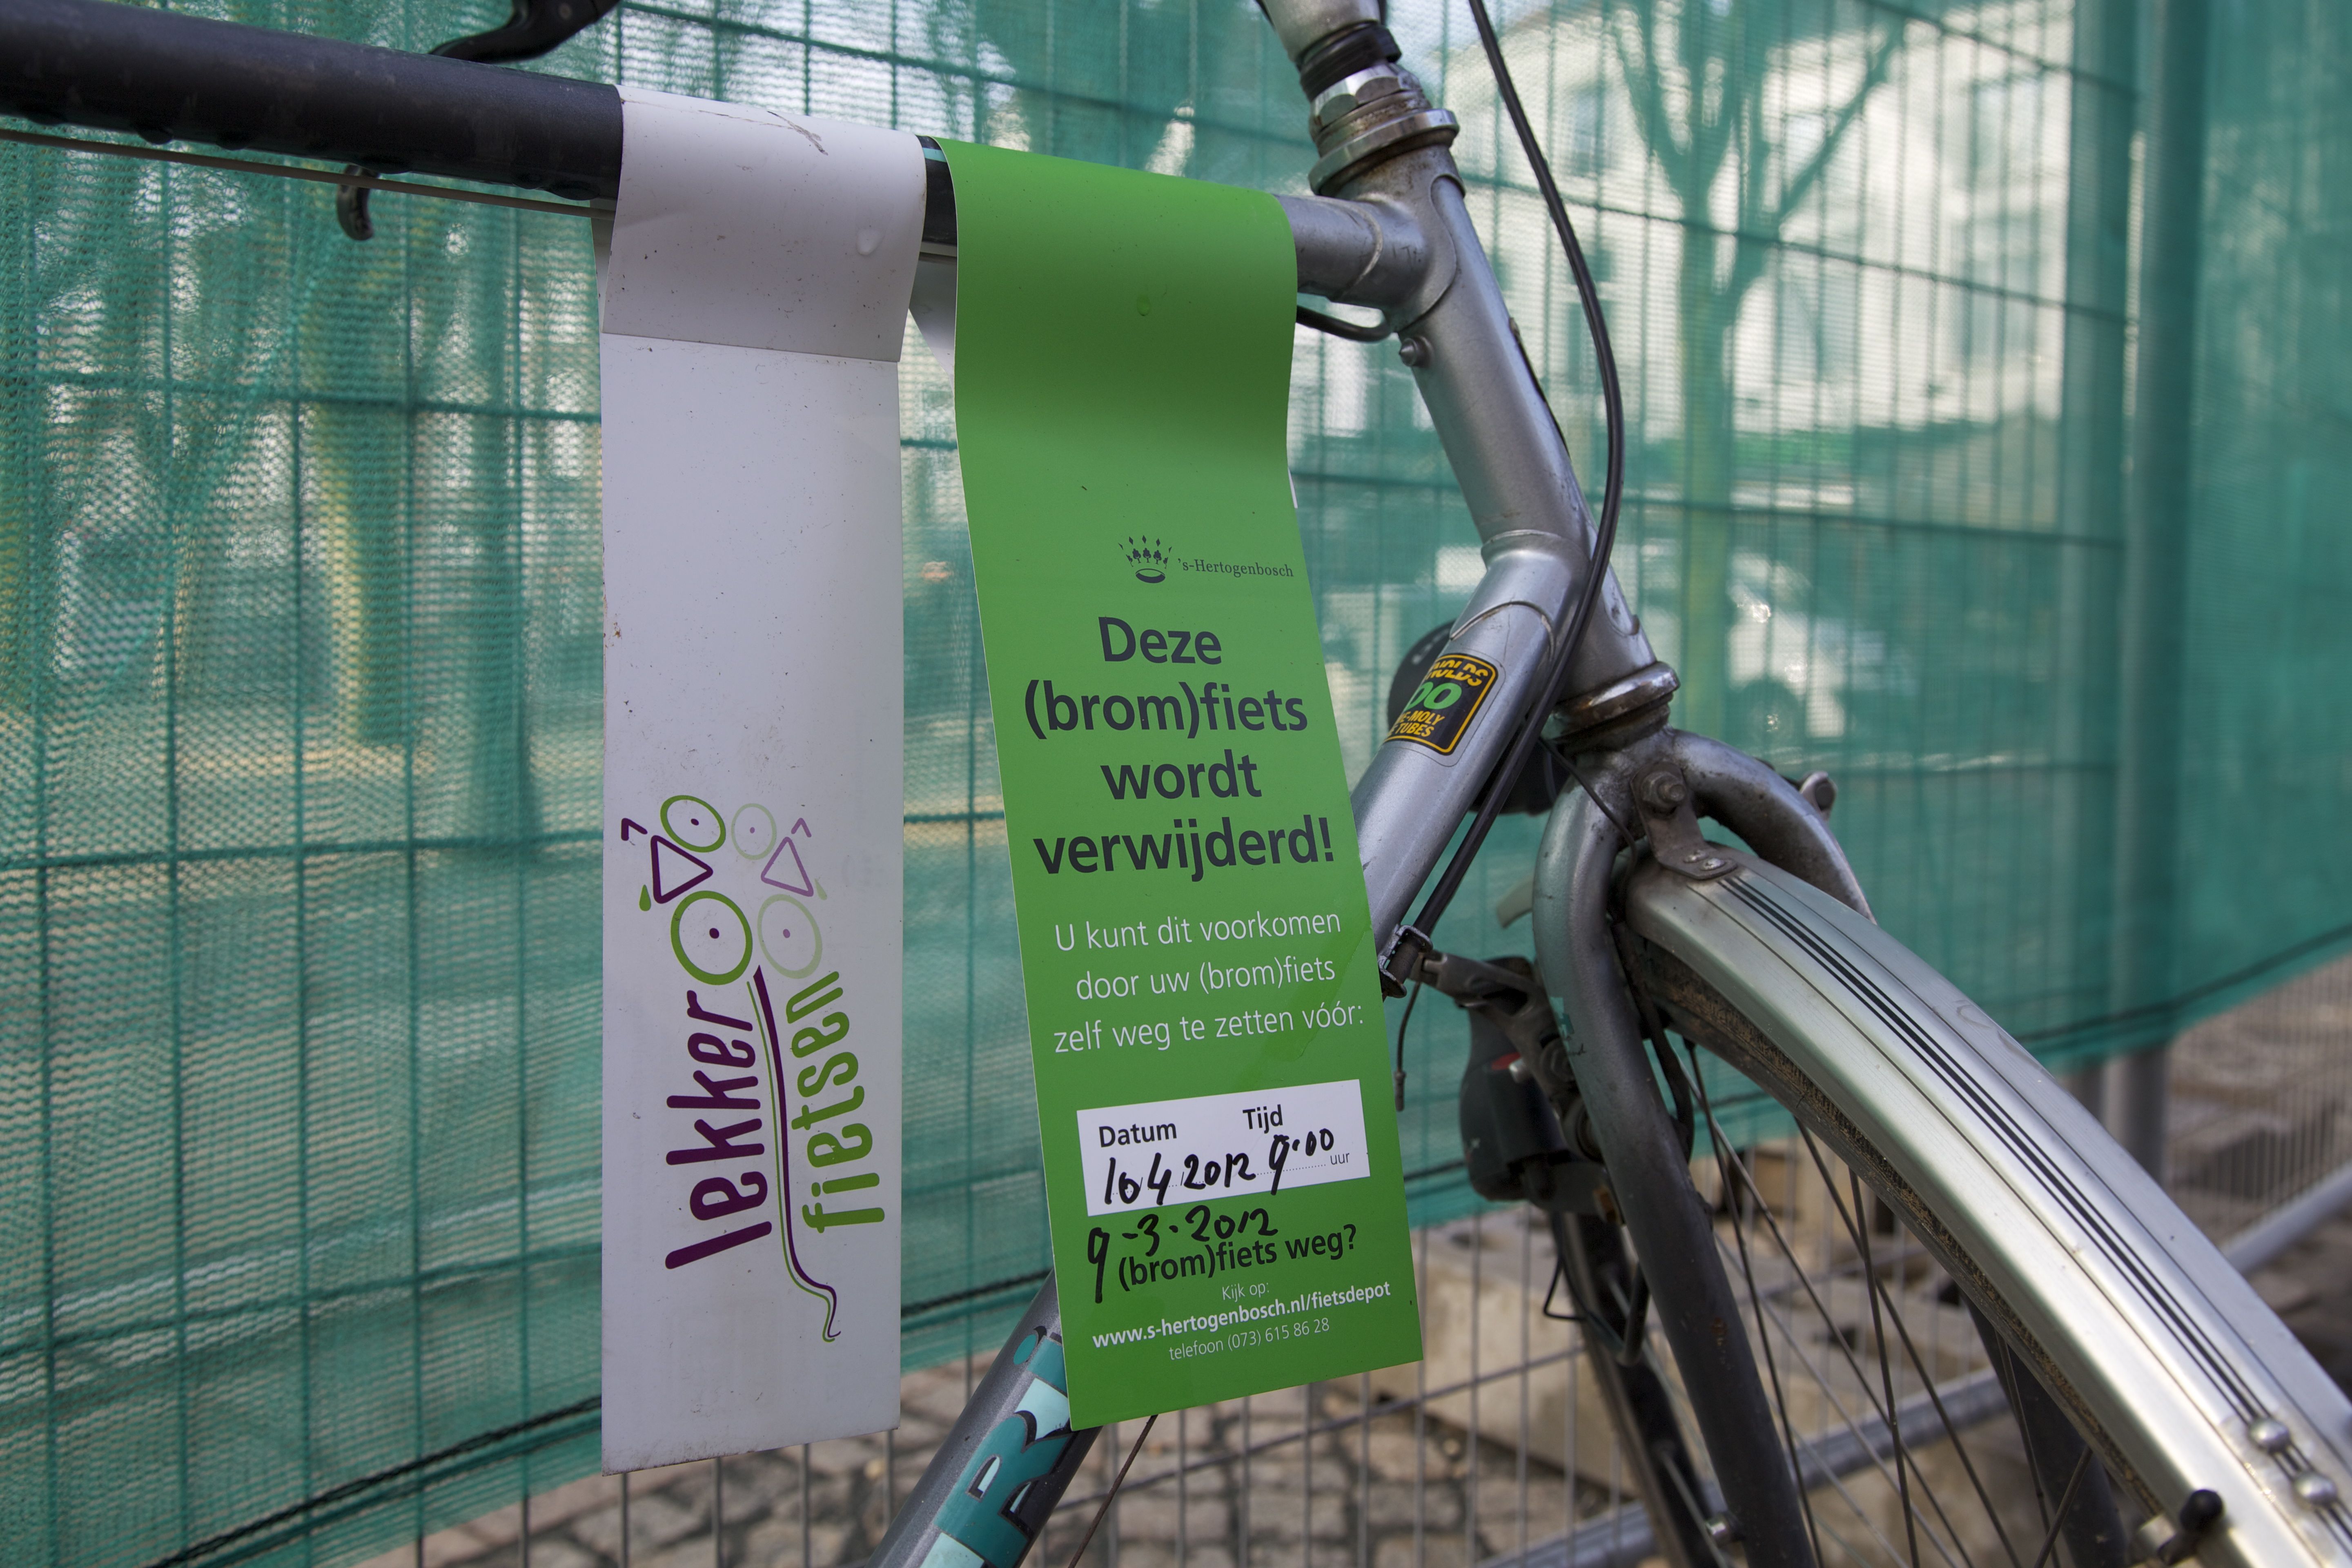 lekker
fietsen
's-Hertogenbosch
Deze
(brom)fiets
wordt
verwijderd!
U kunt dit voorkomen
door uw (brom)fiets
zelf weg te zetten vóór:
Datum Tijd
10/4/2012 9.00 uur
9-3-2012
(brom)fiets weg?
Kijk op:
www.s-hertogenbosch.nl/fietsdepot
telefoon (073) 615 86 28
TUBES